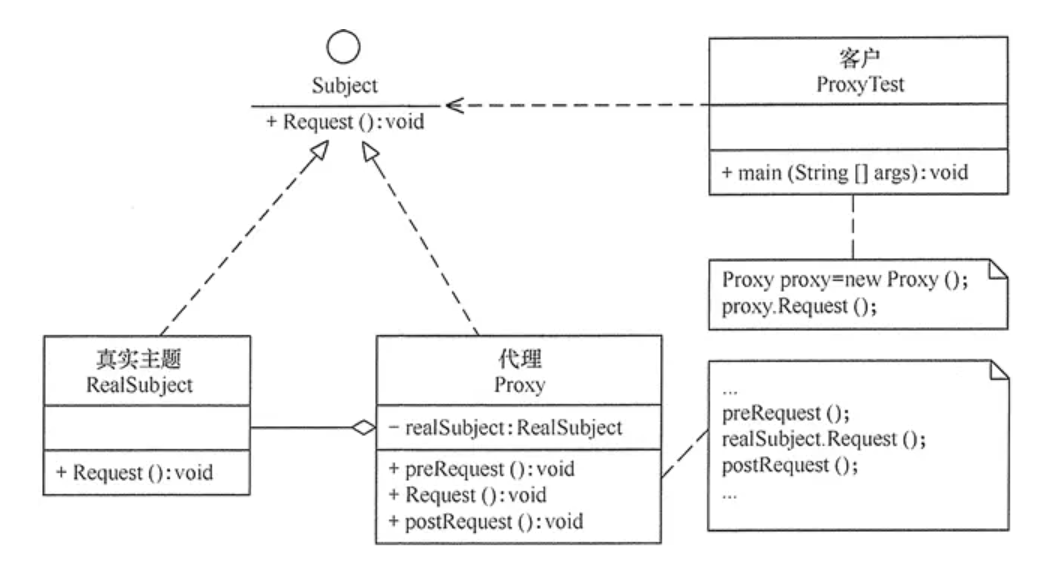 Subject
+ Request ( ) : void
客户
ProxyTest
+ main (String [] args) : void
Proxy proxy=new Proxy ( );
proxy.Request ( );
真实主题
RealSubject
+ Request ( ) : void
代理
Proxy
− realSubject : RealSubject
+ preRequest ( ) : void
+ Request ( ) : void
+ postRequest ( ) : void
...
preRequest ( );
realSubject.Request ( );
postRequest ( );
...